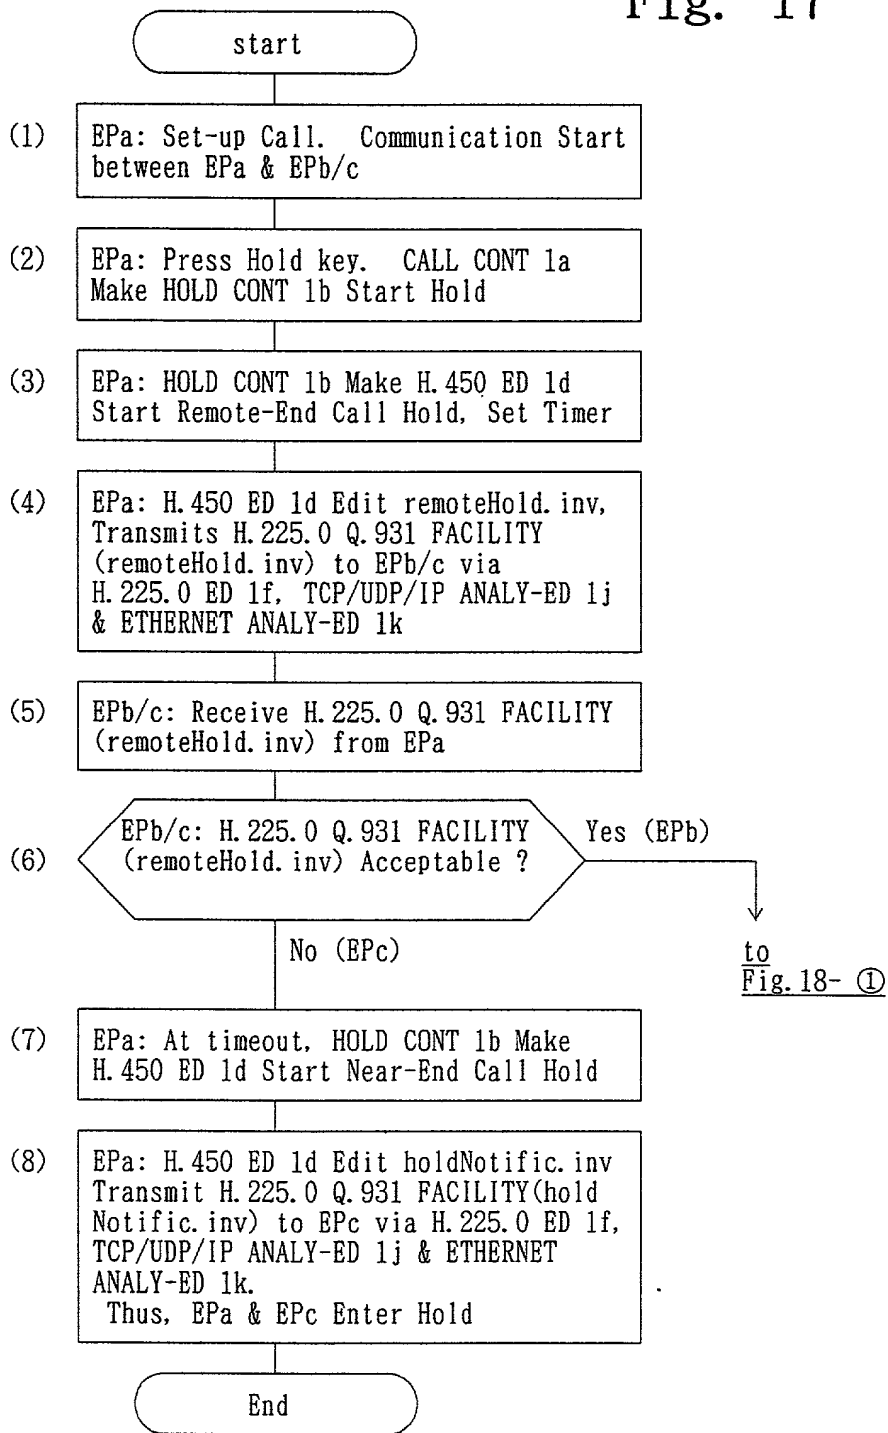 Fig. 17
start
(1)
EPa: Set-up Call. Communication Start
between EPa & EPb/c
(2)
EPa: Press Hold key. CALL CONT 1a
Make HOLD CONT 1b Start Hold
(3)
EPa: HOLD CONT 1b Make H.450 ED 1d
Start Remote-End Call Hold, Set Timer
(4)
EPa: H.450 ED 1d Edit remoteHold.inv,
Transmits H.225.0 Q.931 FACILITY
(remoteHold.inv) to EPb/c via
H.225.0 ED 1f, TCP/UDP/IP ANALY-ED 1j
& ETHERNET ANALY-ED 1k
(5)
EPb/c: Receive H.225.0 Q.931 FACILITY
(remoteHold.inv) from EPa
(6)
EPb/c: H.225.0 Q.931 FACILITY
(remoteHold.inv) Acceptable ?
Yes (EPb)
to
Fig.18- ①
No (EPc)
(7)
EPa: At timeout, HOLD CONT 1b Make
H.450 ED 1d Start Near-End Call Hold
(8)
EPa: H.450 ED 1d Edit holdNotific.inv
Transmit H.225.0 Q.931 FACILITY(hold
Notific.inv) to EPc via H.225.0 ED 1f,
TCP/UDP/IP ANALY-ED 1j & ETHERNET
ANALY-ED 1k.
Thus, EPa & EPc Enter Hold
End